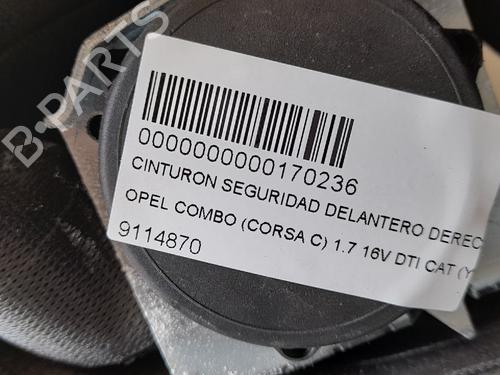 B-PARTS
0000000000170236
CINTURON SEGURIDAD DELANTERO DEREC
OPEL COMBO (CORSA C) 1.7 16V DTI CAT (Y
9114870